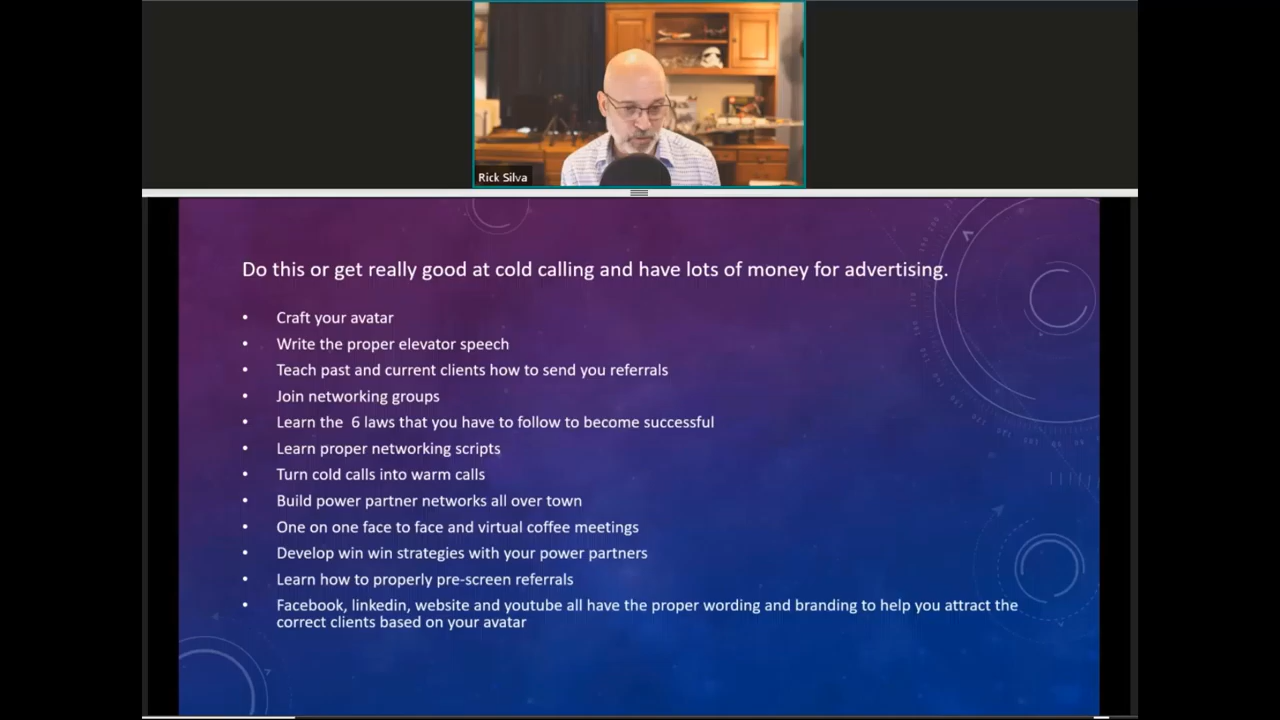 Rick Silva
Do this or get really good at cold calling and have lots of money for advertising.
• Craft your avatar
• Write the proper elevator speech
• Teach past and current clients how to send you referrals
• Join networking groups
• Learn the  6 laws that you have to follow to become successful
• Learn proper networking scripts
• Turn cold calls into warm calls
• Build power partner networks all over town
• One on one face to face and virtual coffee meetings
• Develop win win strategies with your power partners
• Learn how to properly pre-screen referrals
• Facebook, linkedin, website and youtube all have the proper wording and branding to help you attract the
correct clients based on your avatar